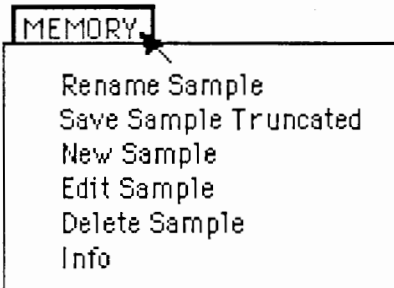 MEMORY
Rename Sample
Save Sample Truncated
New Sample
Edit Sample
Delete Sample
Info